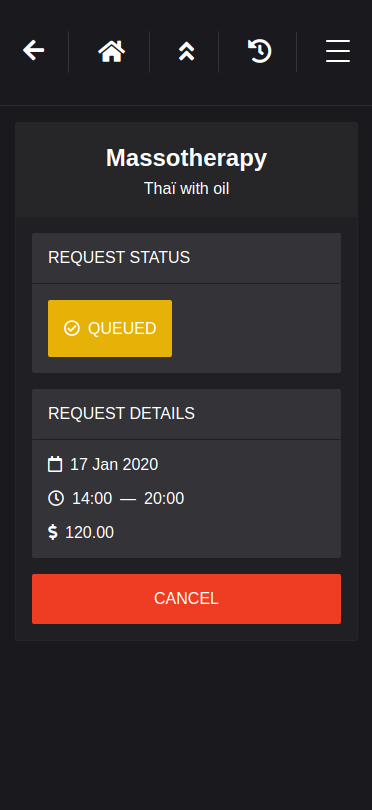 Massotherapy
Thaï with oil
REQUEST STATUS
QUEUED
REQUEST DETAILS
17 Jan 2020
14:00 — 20:00
$ 120.00
CANCEL